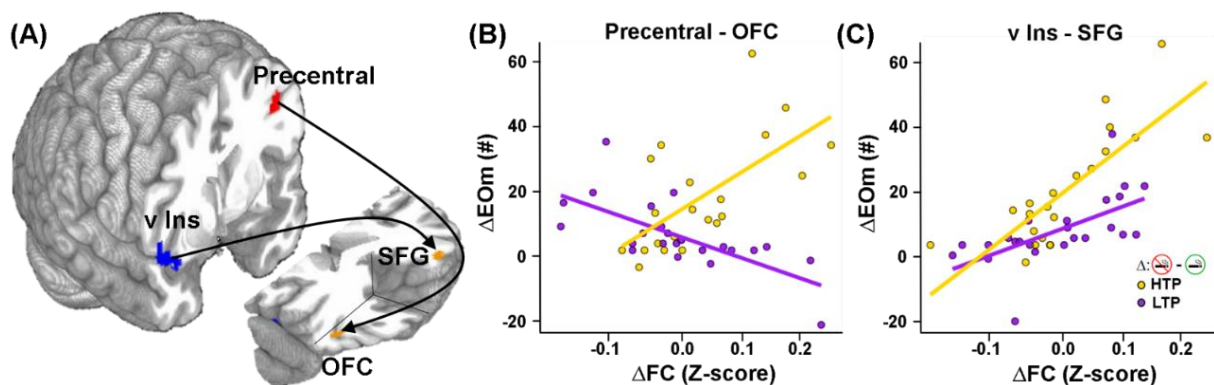 (A)
Precentral
v Ins
SFG
OFC
(B)
Precentral - OFC
60
40
20
0
-20
ΔEOm (#)
-0.1
0.0
0.1
0.2
ΔFC (Z-score)
(C)
v Ins - SFG
60
40
20
0
-20
ΔEOm (#)
Δ: -
HTP
LTP
-0.1
0.0
0.1
0.2
ΔFC (Z-score)